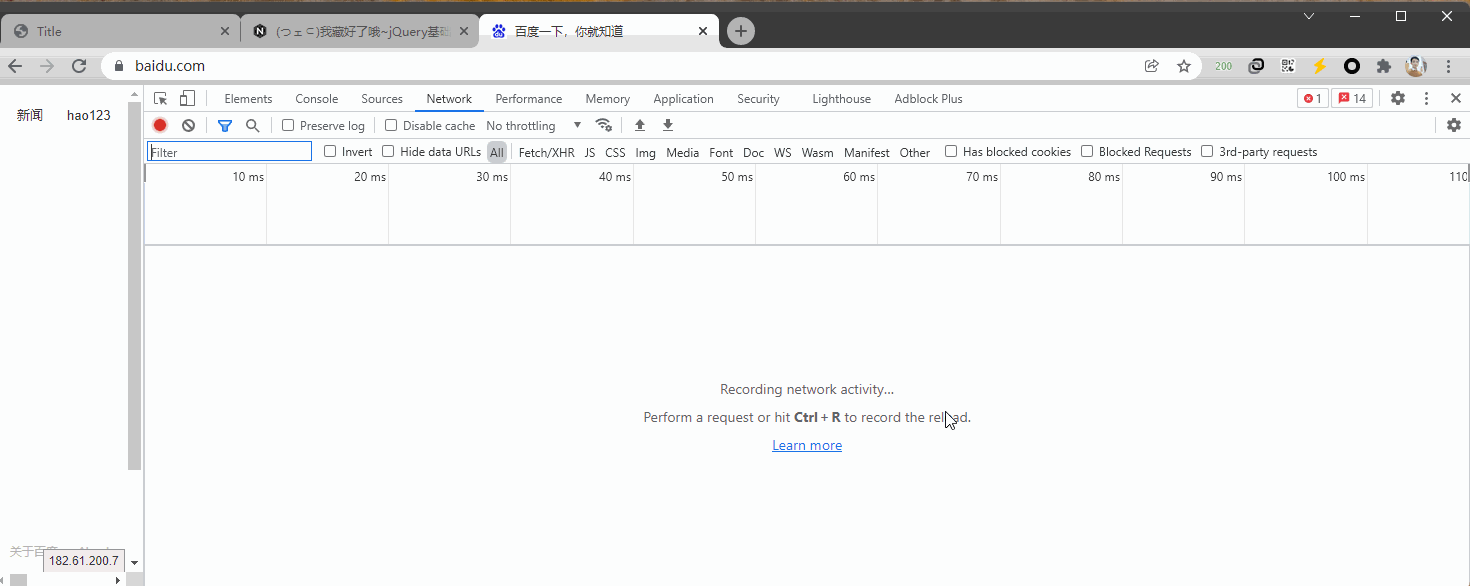 Title
(つェ⊂)我藏好了哦~jQuery基础
百度一下，你就知道
baidu.com
200
新闻 hao123
Elements Console Sources Network Performance Memory Application Security Lighthouse Adblock Plus
1 14
Preserve log Disable cache No throttling
Filter Invert Hide data URLs All Fetch/XHR JS CSS Img Media Font Doc WS Wasm Manifest Other Has blocked cookies Blocked Requests 3rd-party requests
10 ms 20 ms 30 ms 40 ms 50 ms 60 ms 70 ms 80 ms 90 ms 100 ms 110
Recording network activity...
Perform a request or hit Ctrl + R to record the reload.
Learn more
关于百度
182.61.200.7